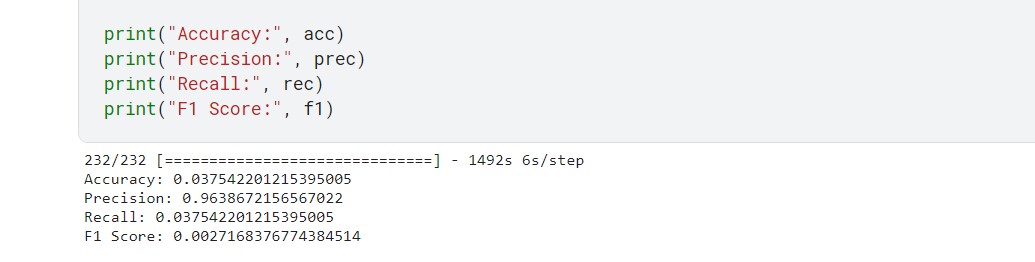 print("Accuracy:", acc)
print("Precision:", prec)
print("Recall:", rec)
print("F1 Score:", f1)
232/232 [==============================] - 1492s 6s/step
Accuracy: 0.037542201215395005
Precision: 0.9638672156567022
Recall: 0.037542201215395005
F1 Score: 0.0027168376774384514